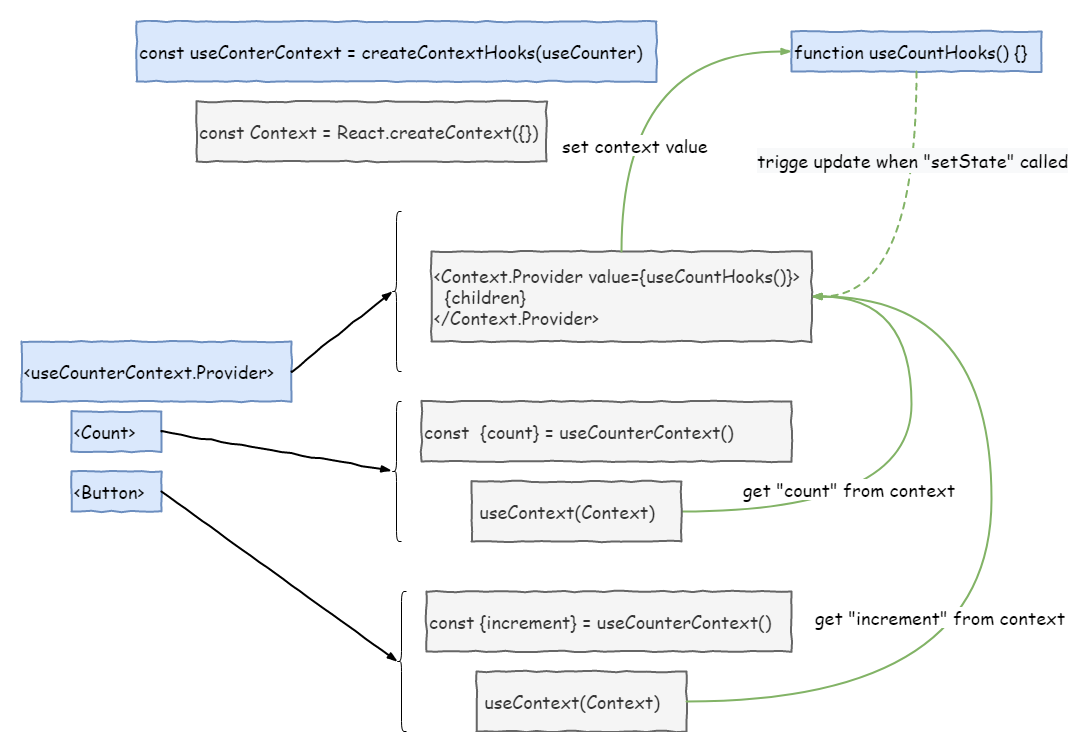 const useConterContext = createContextHooks(useCounter)
function useCountHooks() {}
const Context = React.createContext({})
set context value
trigge update when "setState" called
<Context.Provider value={useCountHooks()}>
{children}
</Context.Provider>
<useCounterContext.Provider>
<Count>
const {count} = useCounterContext()
<Button>
get "count" from context
useContext(Context)
const {increment} = useCounterContext()
get "increment" from context
useContext(Context)